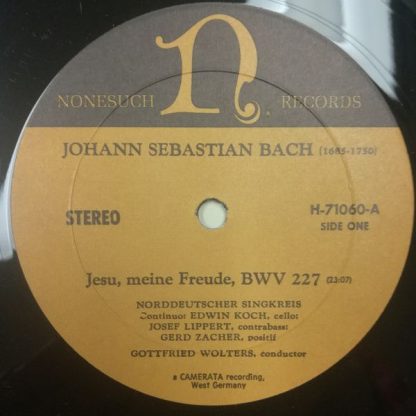 NONESUCH n. RECORDS
JOHANN SEBASTIAN BACH (1685-1750)
STEREO
H-71060-A
SIDE ONE
Jesu, meine Freude, BWV 227 (23:07)
NORDDEUTSCHER SINGKREIS
Continuo: EDWIN KOCH, cello;
JOSEF LIPPERT, contrabass;
GERD ZACHER, positif
GOTTFRIED WOLTERS, conductor
a CAMERATA recording,
West Germany